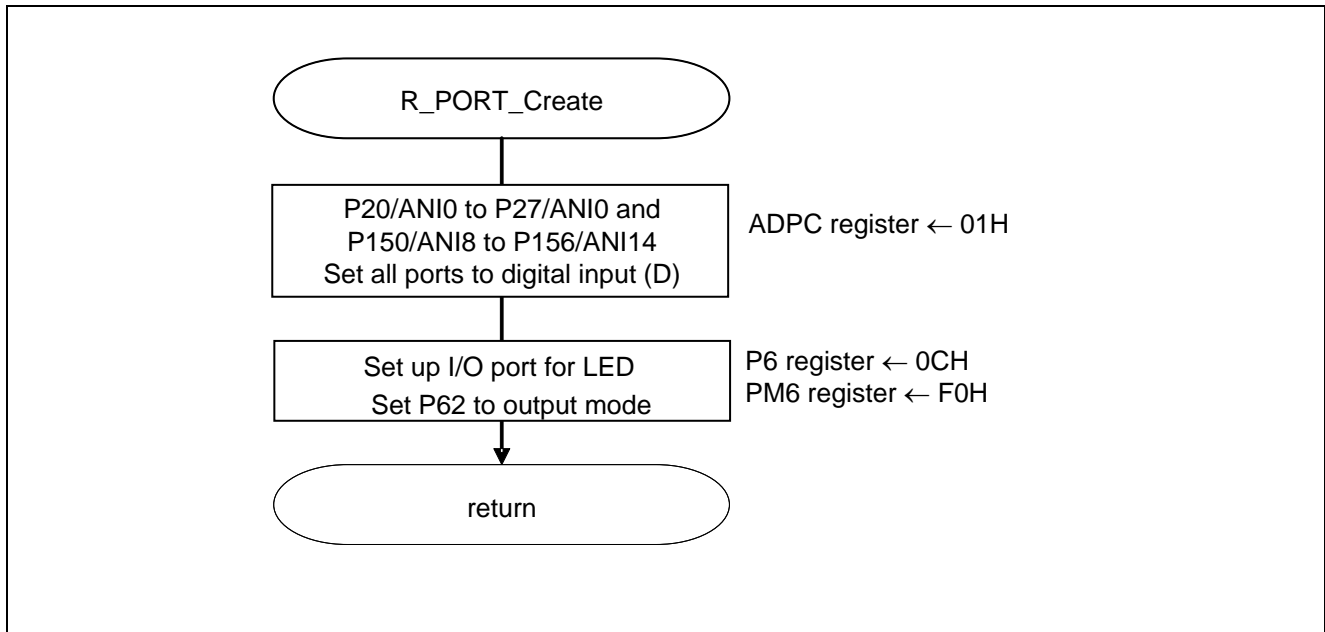 R_PORT_Create
P20/ANI0 to P27/ANI0 and
P150/ANI8 to P156/ANI14
Set all ports to digital input (D)
ADPC register ← 01H
Set up I/O port for LED
Set P62 to output mode
P6 register ← 0CH
PM6 register ← F0H
return